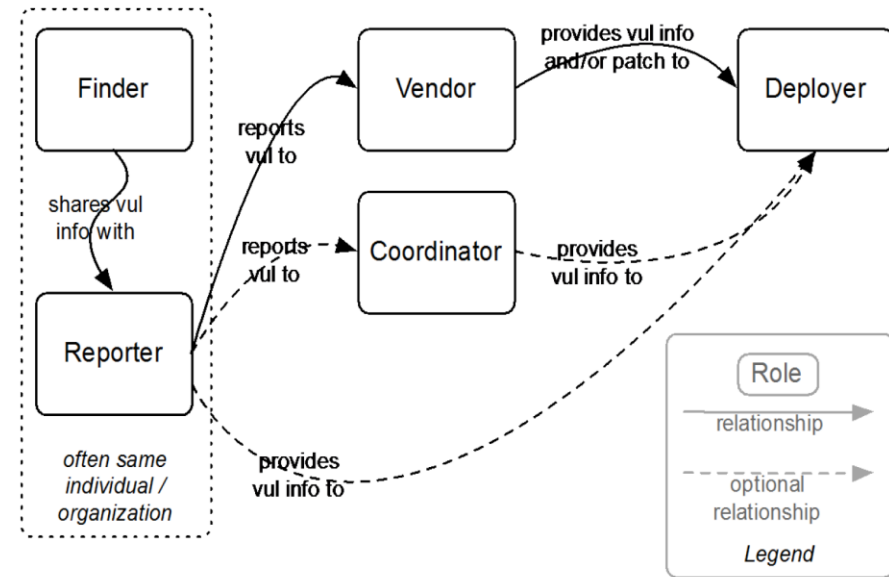 Finder
shares vul
info with
Reporter
often same
individual /
organization
reports
vul to
Vendor
provides vul info
and/or patch to
Deployer
reports
vul to
Coordinator
provides
vul info to
provides
vul info to
Role
relationship
optional
relationship
Legend